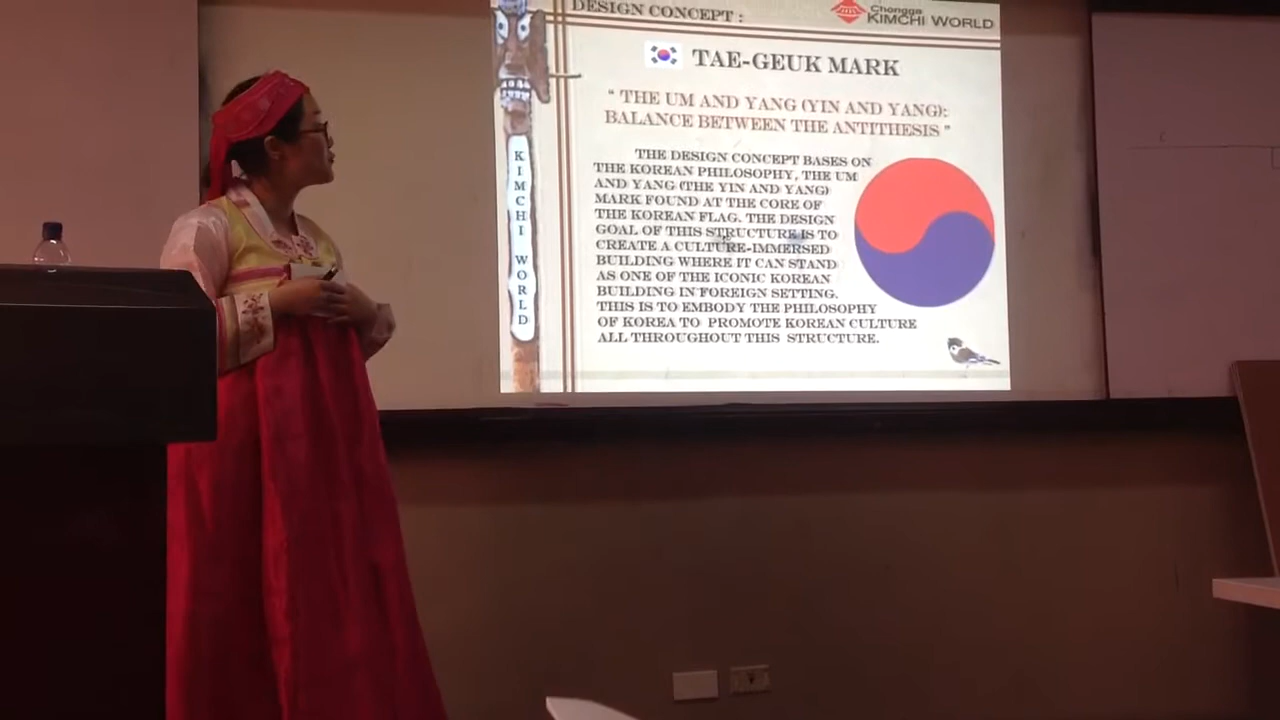 DESIGN CONCEPT :
Chongga
KIMCHI WORLD
TAE-GEUK MARK
“ THE UM AND YANG (YIN AND YANG):
BALANCE BETWEEN THE ANTITHESIS ”
THE DESIGN CONCEPT BASES ON
THE KOREAN PHILOSOPHY, THE UM
AND YANG (THE YIN AND YANG)
MARK FOUND AT THE CORE OF
THE KOREAN FLAG. THE DESIGN
GOAL OF THIS STRUCTURE IS TO
CREATE A CULTURE-IMMERSED
BUILDING WHERE IT CAN STAND
AS ONE OF THE ICONIC KOREAN
BUILDING IN FOREIGN SETTING.
THIS IS TO EMBODY THE PHILOSOPHY
OF KOREA TO PROMOTE KOREAN CULTURE
ALL THROUGHOUT THIS STRUCTURE.
KIMCHI WORLD